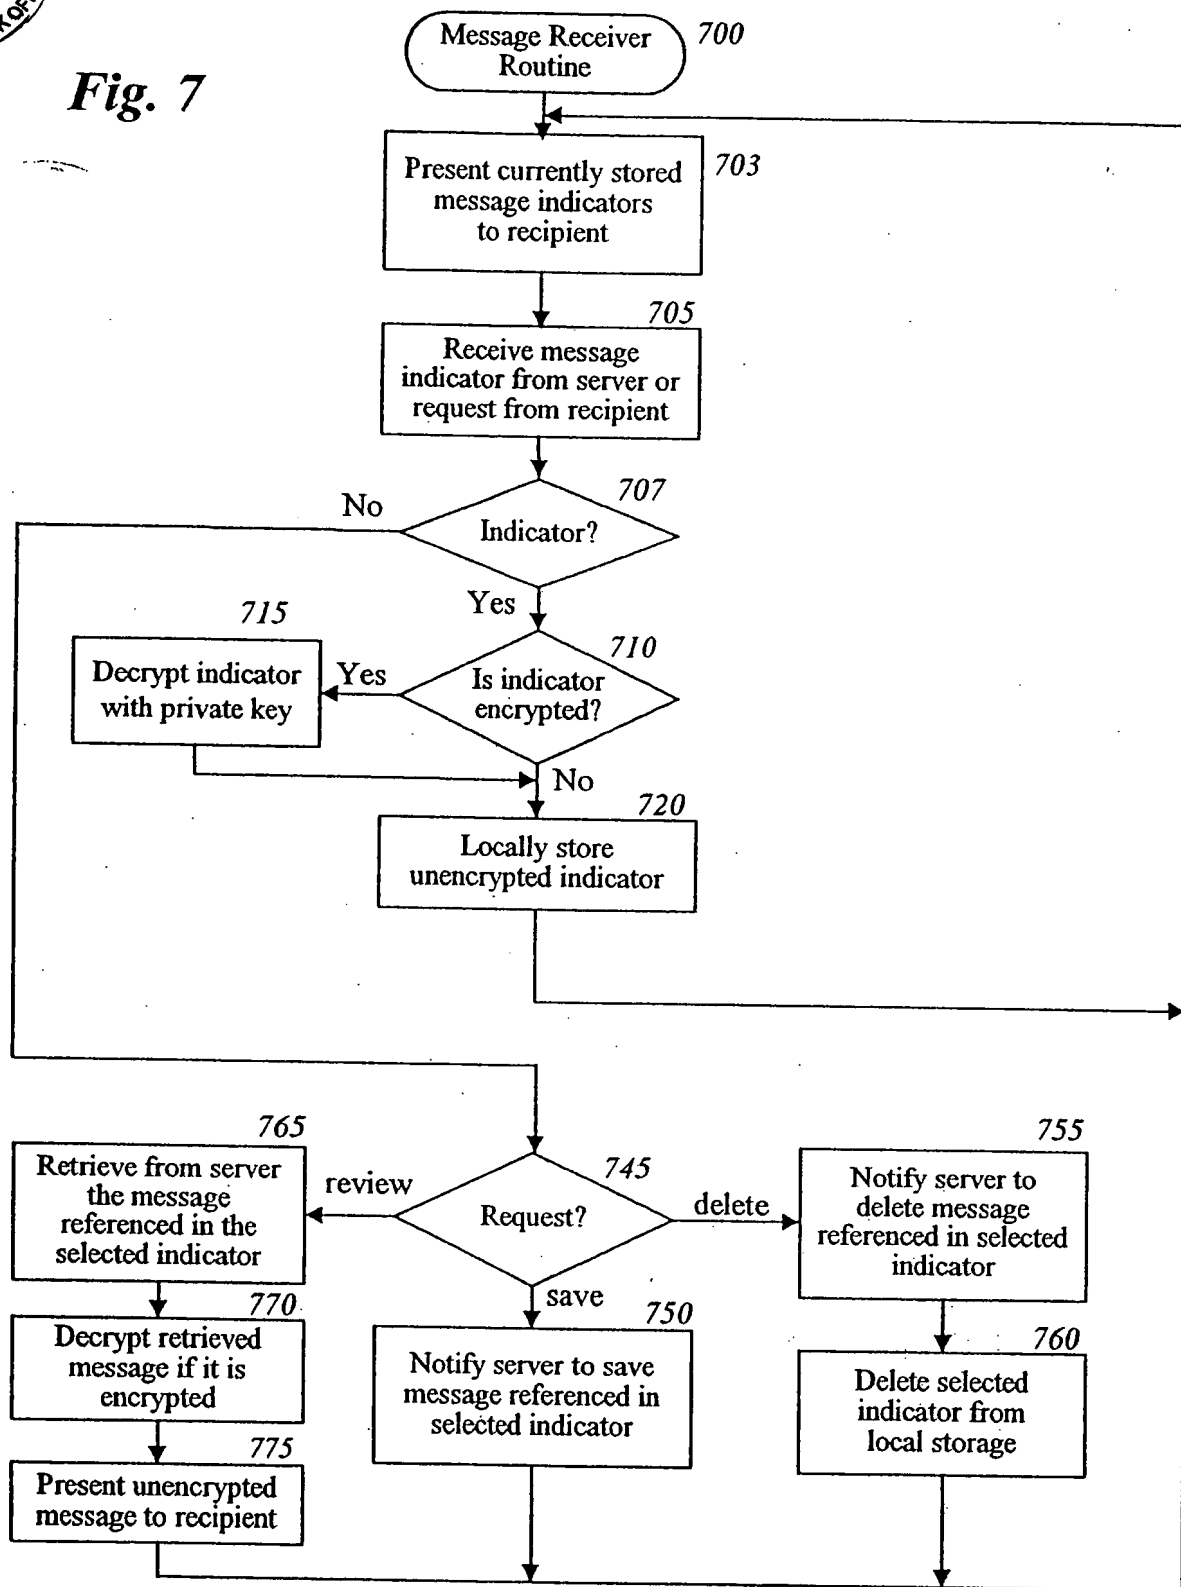 Fig. 7
Message Receiver
Routine
700
Present currently stored
message indicators
to recipient
703
705
Receive message
indicator from server or
request from recipient
707
No
Indicator?
Yes
715
710
Decrypt indicator
with private key
Yes
Is indicator
encrypted?
No
720
Locally store
unencrypted indicator
765
Retrieve from server
the message
referenced in the
selected indicator
review
745
Request?
delete
755
Notify server to
delete message
referenced in selected
indicator
save
770
Decrypt retrieved
message if it is
encrypted
750
Notify server to save
message referenced in
selected indicator
760
Delete selected
indicator from
local storage
775
Present unencrypted
message to recipient